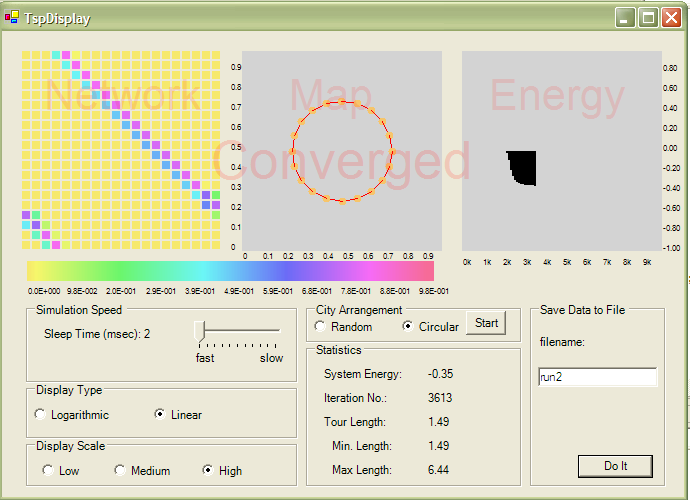 TspDisplay
Network
Map
Energy
Converged
0.9
0.8
0.7
0.6
0.5
0.4
0.3
0.2
0.1
0
0 0.1 0.2 0.3 0.4 0.5 0.6 0.7 0.8 0.9
0.80
0.60
0.40
0.20
0.00
-0.20
-0.40
-0.60
-0.80
-1.00
0k 1k 2k 3k 4k 5k 6k 7k 8k 9k
0.0E+000 9.8E-002 2.0E-001 2.9E-001 3.9E-001 4.9E-001 5.9E-001 6.9E-001 7.8E-001 8.8E-001 9.8E-001
Simulation Speed
Sleep Time (msec): 2
fast slow
Display Type
Logarithmic Linear
Display Scale
Low Medium High
City Arrangement
Random Circular Start
Statistics
System Energy: -0.35
Iteration No.: 3613
Tour Length: 1.49
Min. Length: 1.49
Max Length: 6.44
Save Data to File
filename:
run2
Do It